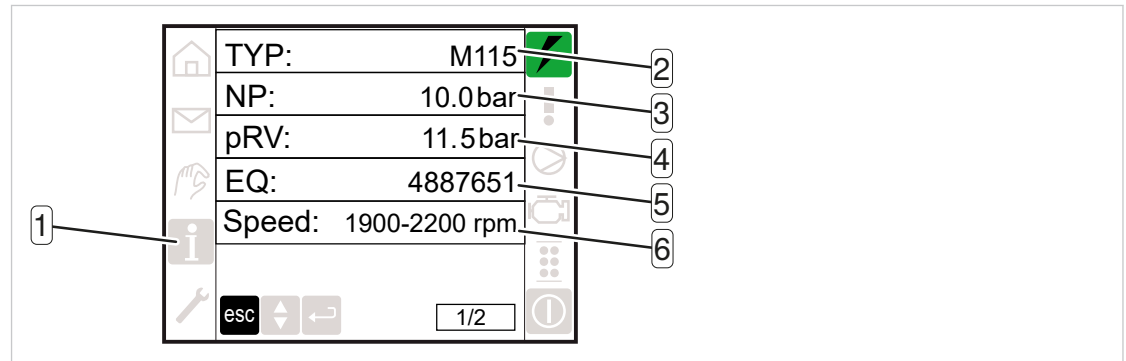 TYP: M115
NP: 10.0 bar
pRV: 11.5 bar
EQ: 4887651
Speed: 1900-2200 rpm
esc 1/2
1
2
3
4
5
6